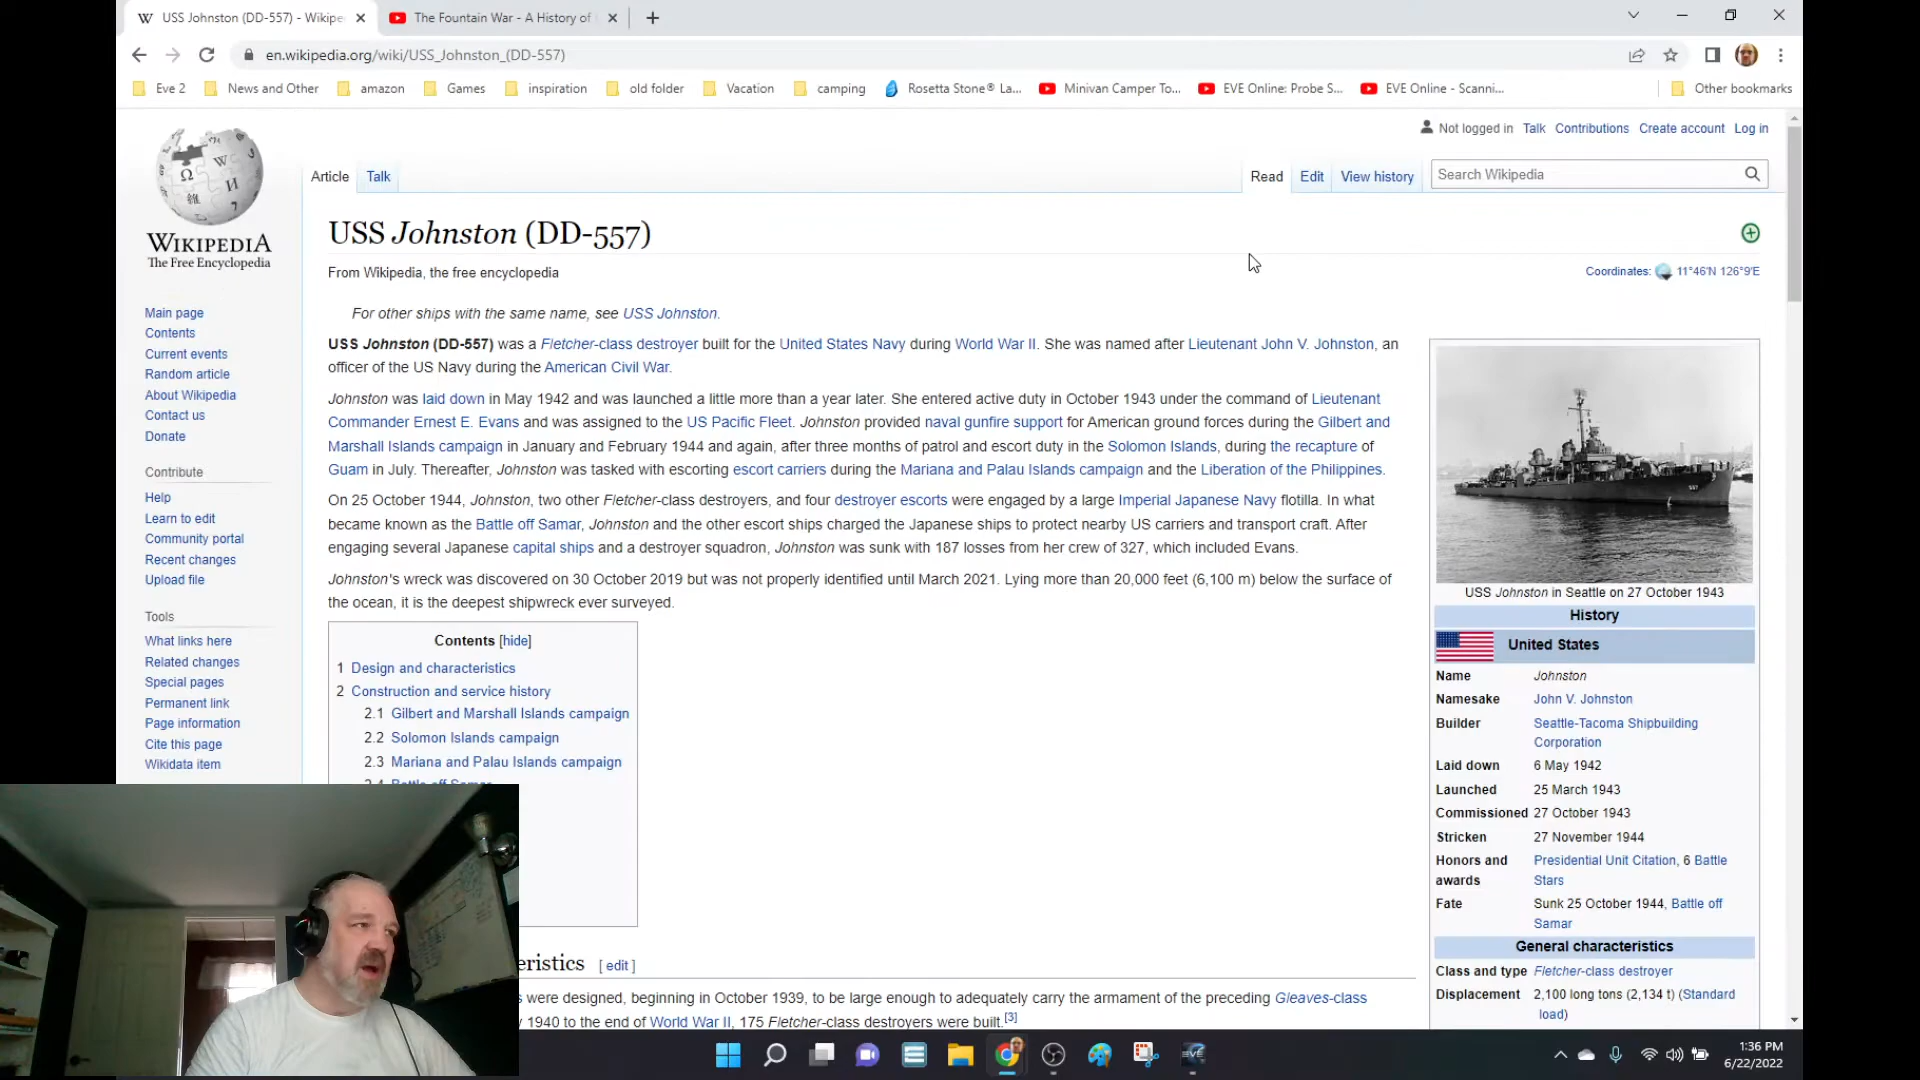 USS Johnston (DD-557) - Wikipe
The Fountain War - A History of
en.wikipedia.org/wiki/USS_Johnston_(DD-557)
Eve 2
News and Other
amazon
Games
inspiration
old folder
Vacation
camping
Rosetta Stone® La...
Minivan Camper To...
EVE Online: Probe S...
EVE Online - Scanni...
Other bookmarks
Not logged in Talk Contributions Create account Log in
Article Talk
Read Edit View history
Search Wikipedia
WIKIPEDIA
The Free Encyclopedia
USS Johnston (DD-557)
From Wikipedia, the free encyclopedia
Coordinates: 11°46′N 126°9′E
For other ships with the same name, see USS Johnston.
USS Johnston (DD-557) was a Fletcher-class destroyer built for the United States Navy during World War II. She was named after Lieutenant John V. Johnston, an
officer of the US Navy during the American Civil War.
Johnston was laid down in May 1942 and was launched a little more than a year later. She entered active duty in October 1943 under the command of Lieutenant
Commander Ernest E. Evans and was assigned to the US Pacific Fleet. Johnston provided naval gunfire support for American ground forces during the Gilbert and
Marshall Islands campaign in January and February 1944 and again, after three months of patrol and escort duty in the Solomon Islands, during the recapture of
Guam in July. Thereafter, Johnston was tasked with escorting escort carriers during the Mariana and Palau Islands campaign and the Liberation of the Philippines.
On 25 October 1944, Johnston, two other Fletcher-class destroyers, and four destroyer escorts were engaged by a large Imperial Japanese Navy flotilla. In what
became known as the Battle off Samar, Johnston and the other escort ships charged the Japanese ships to protect nearby US carriers and transport craft. After
engaging several Japanese capital ships and a destroyer squadron, Johnston was sunk with 187 losses from her crew of 327, which included Evans.
Johnston's wreck was discovered on 30 October 2019 but was not properly identified until March 2021. Lying more than 20,000 feet (6,100 m) below the surface of
the ocean, it is the deepest shipwreck ever surveyed.
Main page
Contents
Current events
Random article
About Wikipedia
Contact us
Donate
Contribute
Help
Learn to edit
Community portal
Recent changes
Upload file
Tools
What links here
Related changes
Special pages
Permanent link
Page information
Cite this page
Wikidata item
Contents [hide]
1 Design and characteristics
2 Construction and service history
2.1 Gilbert and Marshall Islands campaign
2.2 Solomon Islands campaign
2.3 Mariana and Palau Islands campaign
2.4 Battle off Samar
eristics [ edit ]
were designed, beginning in October 1939, to be large enough to adequately carry the armament of the preceding Gleaves-class
1940 to the end of World War II, 175 Fletcher-class destroyers were built.[3]
USS Johnston in Seattle on 27 October 1943
History
United States
Name Johnston
Namesake John V. Johnston
Builder Seattle-Tacoma Shipbuilding
Corporation
Laid down 6 May 1942
Launched 25 March 1943
Commissioned 27 October 1943
Stricken 27 November 1944
Honors and Presidential Unit Citation, 6 Battle
awards Stars
Fate Sunk 25 October 1944, Battle off
Samar
General characteristics
Class and type Fletcher-class destroyer
Displacement 2,100 long tons (2,134 t) (Standard
load)
1:36 PM
6/22/2022